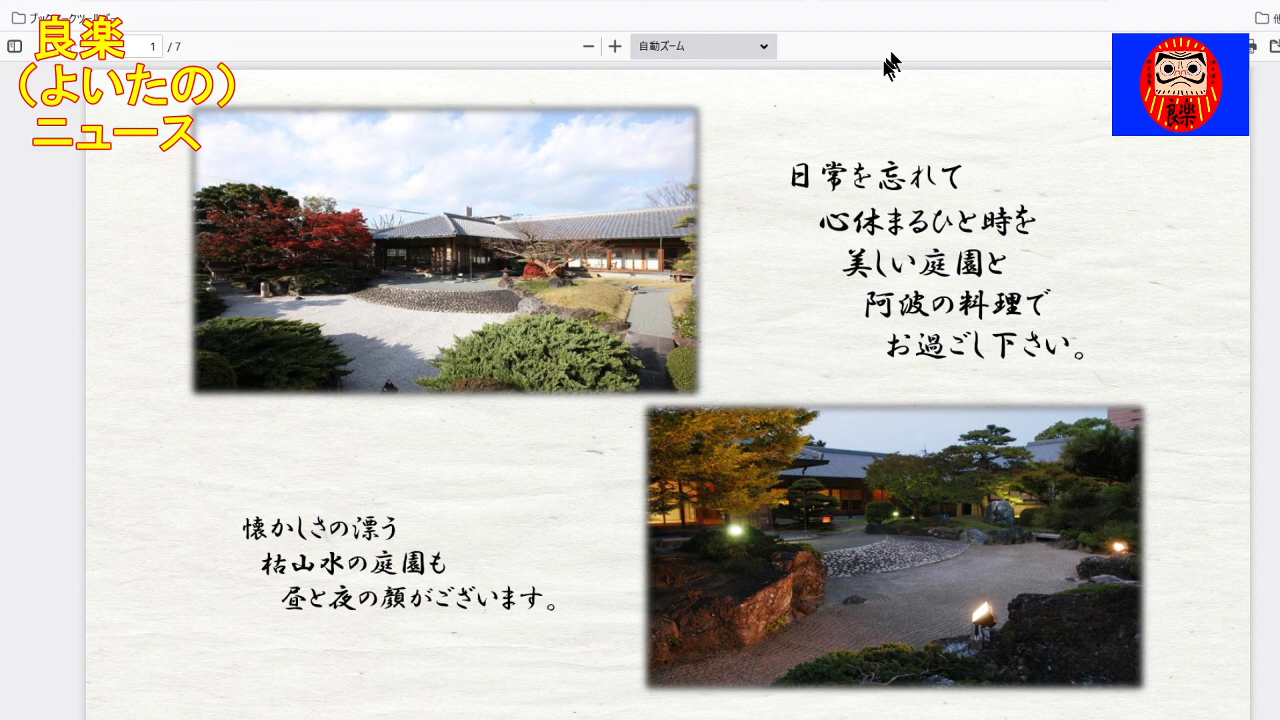 良楽
(よいたの)
ニュース
1 / 7
自動ズーム
良楽
日常を忘れて
心休まるひと時を
美しい庭園と
阿波の料理で
お過ごし下さい。
懐かしさの漂う
枯山水の庭園も
昼と夜の顔がございます。